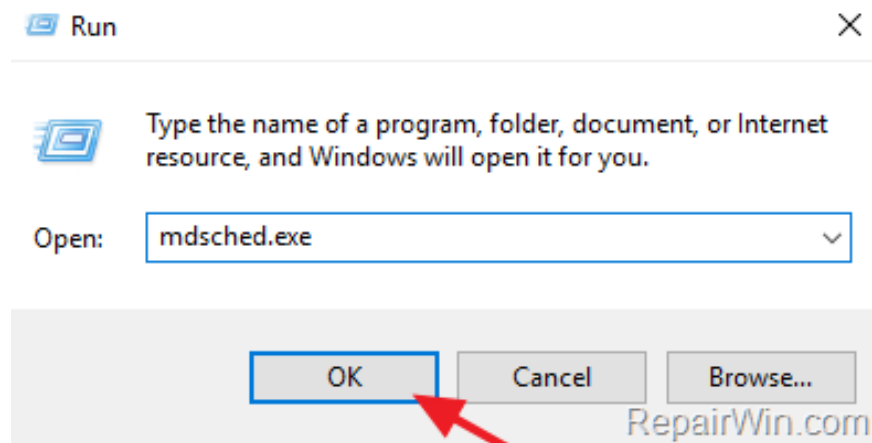 Run
Type the name of a program, folder, document, or Internet
resource, and Windows will open it for you.
Open: mdsched.exe
OK Cancel Browse...
RepairWin.com